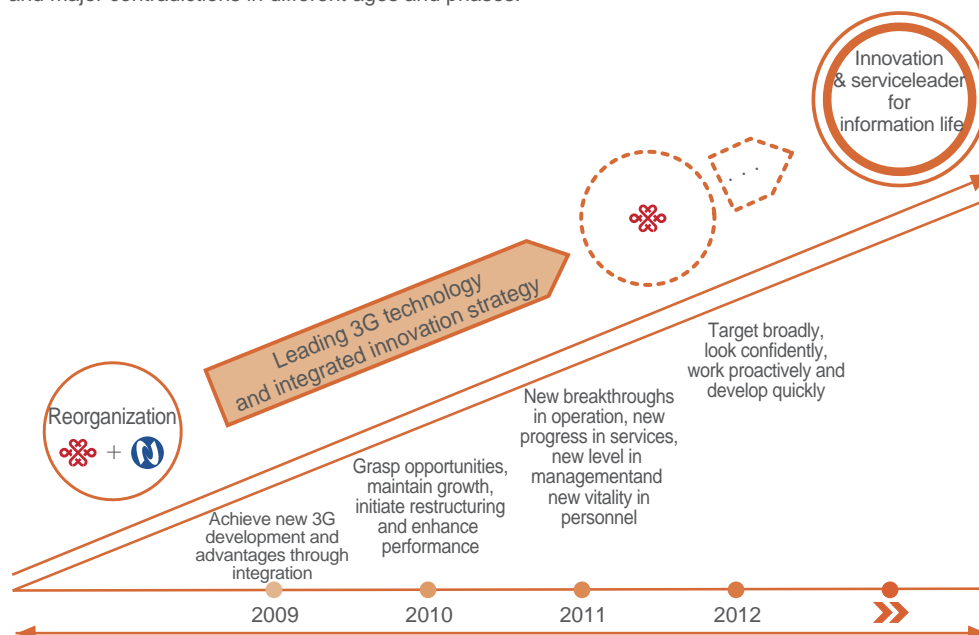 and major contradictions in different ages and phases.
Innovation
& serviceleader
for
information life
. . .
Leading 3G technology
and integrated innovation strategy
Reorganization
+
Target broadly,
look confidently,
work proactively and
develop quickly
New breakthroughs
in operation, new
progress in services,
new level in
managementand
new vitality in
personnel
Grasp opportunities,
maintain growth,
initiate restructuring
and enhance
performance
Achieve new 3G
development and
advantages through
integration
2009
2010
2011
2012